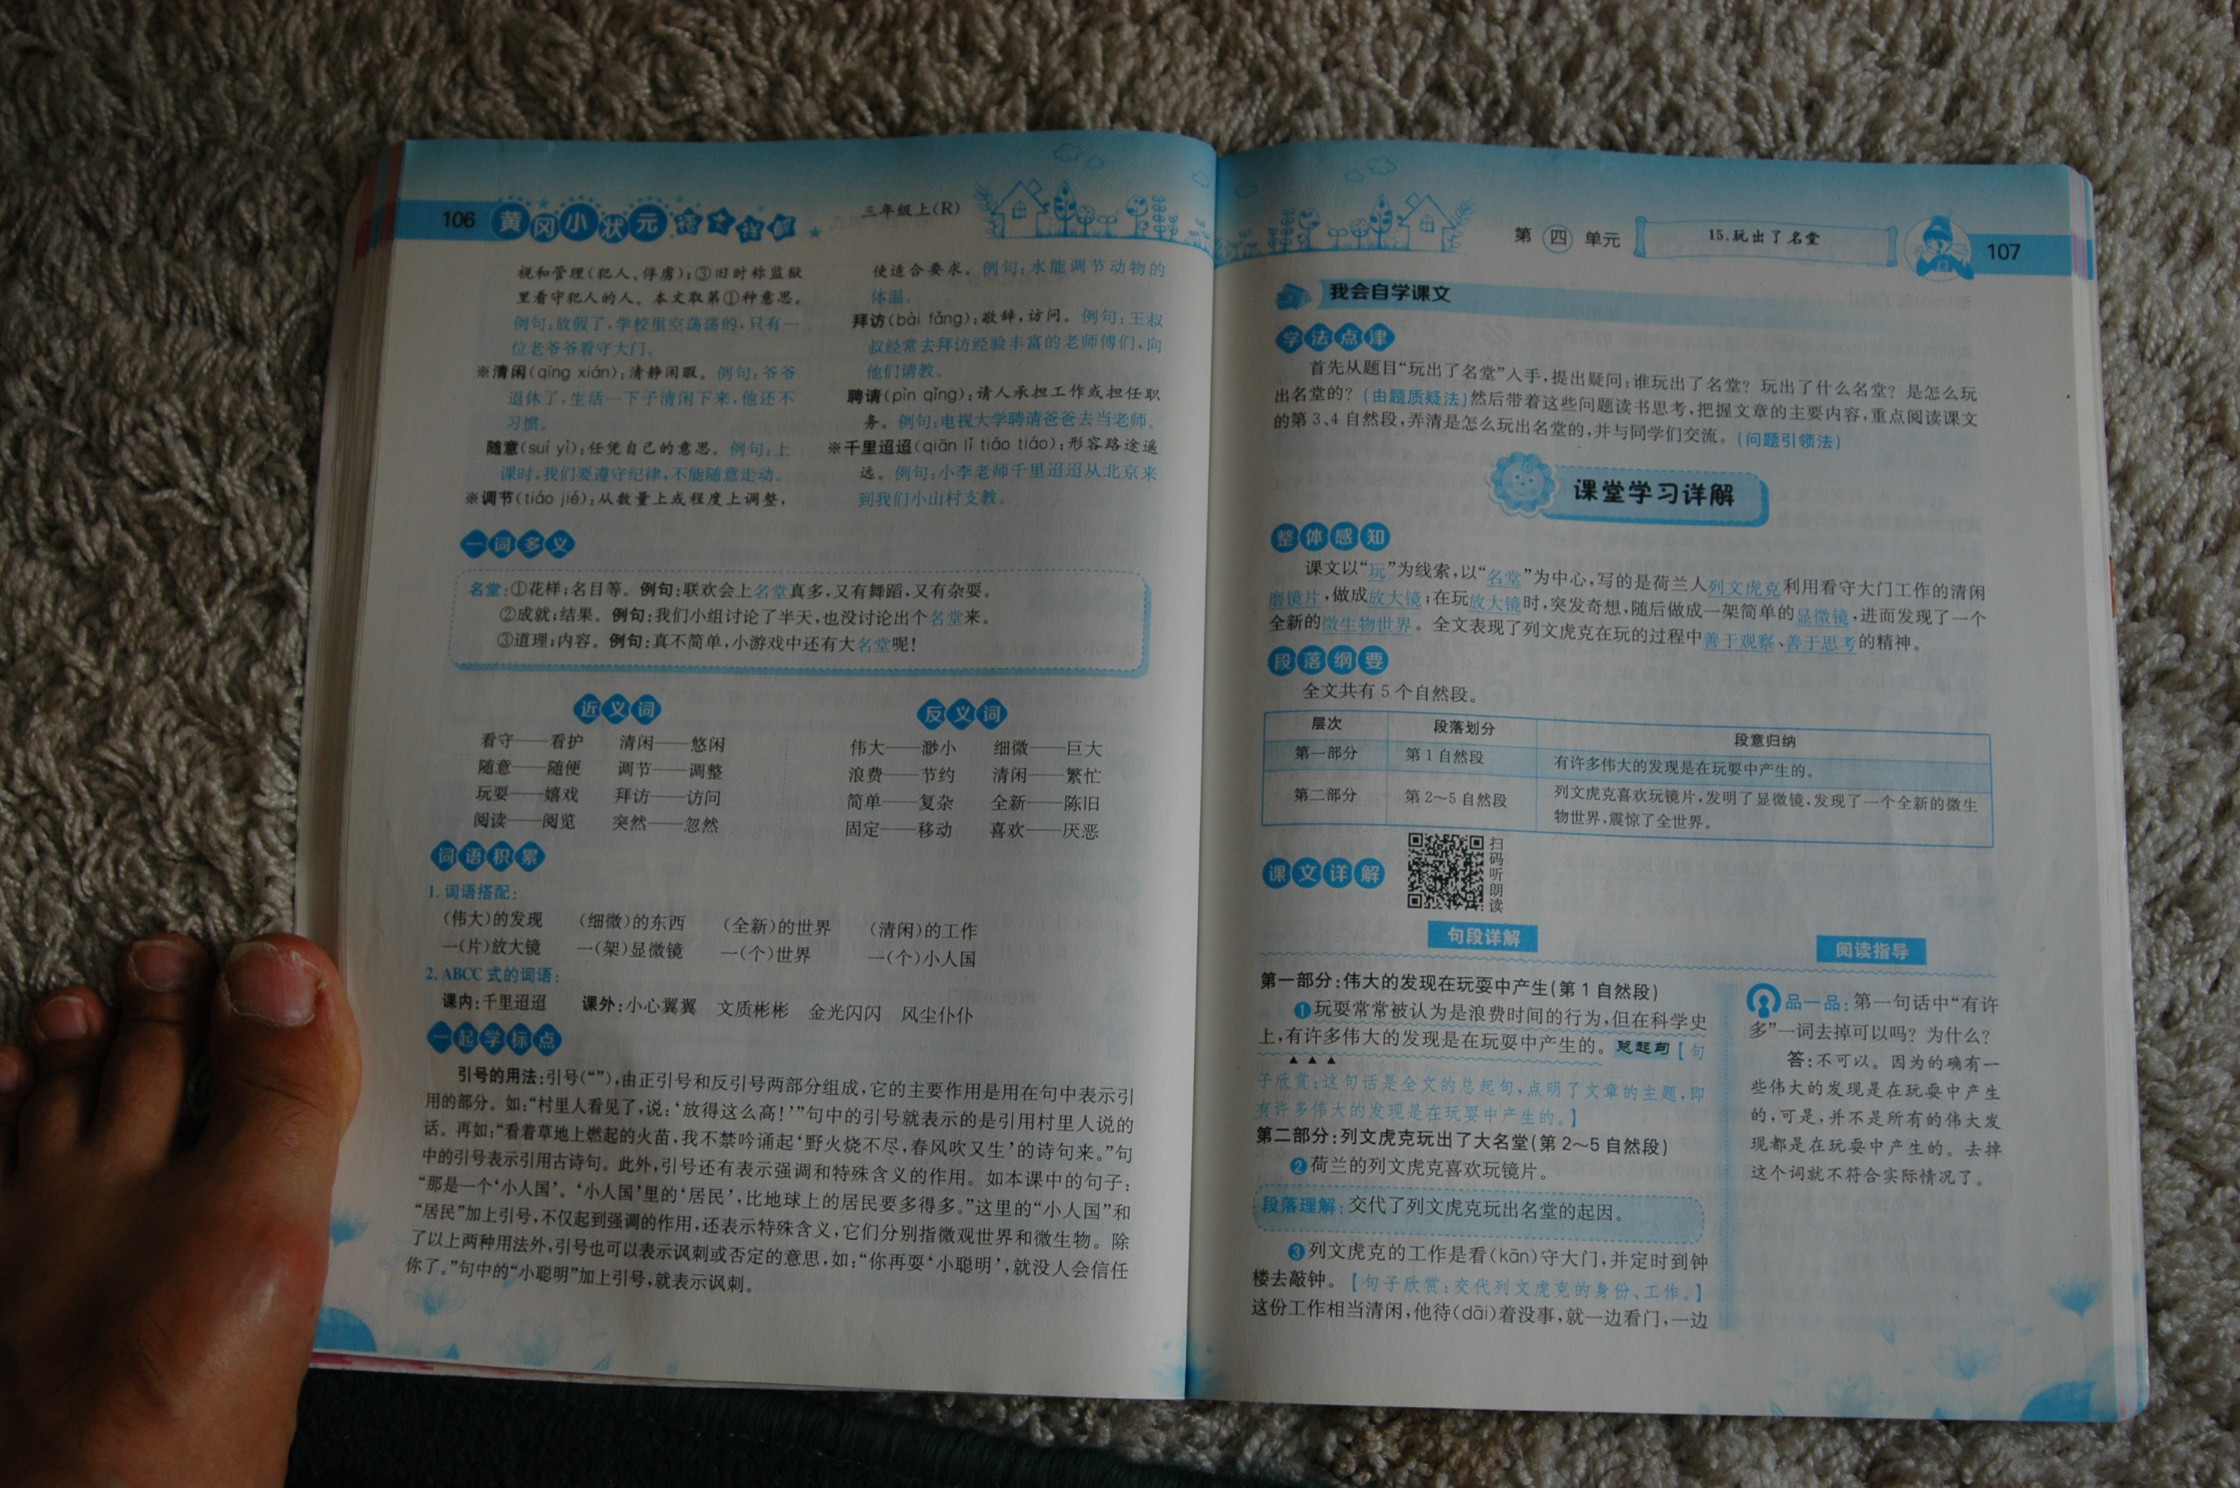 106 黄冈小状元 详文详解 三年级上(R)
视和管理(犯人、俘虏);③旧时称监狱
里看守犯人的人。本文取第①种意思。
例句:放假了,学校里空荡荡的,只有一
位老爷爷看守大门。
※清闲(qīng xián):清静闲暇。例句:爷爷
退休了,生活一下子清闲下来,他还不
习惯。
随意(suí yì):任凭自己的意思。例句:上
课时,我们要遵守纪律,不能随意走动。
※调节(tiáo jié):从数量上或程度上调整,
使适合要求。例句:水能调节动物的
体温。
拜访(bài fǎng):敬辞,访问。例句:王叔
叔经常去拜访经验丰富的老师傅们,向
他们请教。
聘请(pìn qǐng):请人承担工作或担任职
务。例句:电视大学聘请爸爸去当老师。
※千里迢迢(qiān lǐ tiáo tiáo):形容路途遥
远。例句:小李老师千里迢迢从北京来
到我们小山村支教。
一词多义
名堂:①花样;名目等。例句:联欢会上名堂真多,又有舞蹈,又有杂耍。
②成就;结果。例句:我们小组讨论了半天,也没讨论出个名堂来。
③道理;内容。例句:真不简单,小游戏中还有大名堂呢!
近义词
看守——看护 清闲——悠闲
随意——随便 调节——调整
玩耍——嬉戏 拜访——访问
阅读——阅览 突然——忽然
反义词
伟大——渺小 细微——巨大
浪费——节约 清闲——繁忙
简单——复杂 全新——陈旧
固定——移动 喜欢——厌恶
词语积累
1. 词语搭配:
(伟大)的发现 (细微)的东西 (全新)的世界 (清闲)的工作
一(片)放大镜 一(架)显微镜 一(个)世界 一(个)小人国
2. ABCC 式的词语:
课内:千里迢迢 课外:小心翼翼 文质彬彬 金光闪闪 风尘仆仆
一起学标点
引号的用法:引号(“”),由正引号和反引号两部分组成,它的主要作用是用在句中表示引
用的部分。如:“村里人看见了,说:‘放得这么高!’”句中的引号就表示的是引用村里人说的
话。再如:“看着草地上燃起的火苗,我不禁吟诵起‘野火烧不尽,春风吹又生’的诗句来。”句
中的引号表示引用古诗句。此外,引号还有表示强调和特殊含义的作用。如本课中的句子:
“那是一个‘小人国’。‘小人国’里的‘居民’,比地球上的居民要多得多。”这里的“小人国”和
“居民”加上引号,不仅起到强调的作用,还表示特殊含义,它们分别指微观世界和微生物。除
了以上两种用法外,引号也可以表示讽刺或否定的意思,如:“你再耍‘小聪明’,就没人会信任
你了。”句中的“小聪明”加上引号,就表示讽刺。
第四单元 15.玩出了名堂 107
我会自学课文
学法点津
首先从题目“玩出了名堂”入手,提出疑问:谁玩出了名堂?玩出了什么名堂?是怎么玩
出名堂的?(由题质疑法)然后带着这些问题读书思考,把握文章的主要内容,重点阅读课文
的第3、4自然段,弄清是怎么玩出名堂的,并与同学们交流。(问题引领法)
课堂学习详解
整体感知
课文以“玩”为线索,以“名堂”为中心,写的是荷兰人列文虎克利用看守大门工作的清闲
磨镜片,做成放大镜;在玩放大镜时,突发奇想,随后做成一架简单的显微镜,进而发现了一个
全新的微生物世界。全文表现了列文虎克在玩的过程中善于观察、善于思考的精神。
段落纲要
全文共有5个自然段。
层次 段落划分 段意归纳
第一部分 第1自然段 有许多伟大的发现是在玩耍中产生的。
第二部分 第2~5自然段 列文虎克喜欢玩镜片,发明了显微镜,发现了一个全新的微生
物世界,震惊了全世界。
课文详解
扫码听朗读
句段详解
第一部分:伟大的发现在玩耍中产生(第1自然段)
❶玩耍常常被认为是浪费时间的行为,但在科学史
上,有许多伟大的发现是在玩耍中产生的。总起句【句
子欣赏:这句话是全文的总起句,点明了文章的主题,即
有许多伟大的发现是在玩耍中产生的。】
第二部分:列文虎克玩出了大名堂(第2~5自然段)
❷荷兰的列文虎克喜欢玩镜片。
段落理解:交代了列文虎克玩出名堂的起因。
❸列文虎克的工作是看(kān)守大门,并定时到钟
楼去敲钟。【句子欣赏:交代列文虎克的身份、工作。】
这份工作相当清闲,他待(dāi)着没事,就一边看门,一边
阅读指导
品一品:第一句话中“有许
多”一词去掉可以吗?为什么?
答:不可以。因为的确有一
些伟大的发现是在玩耍中产生
的,可是,并不是所有的伟大发
现都是在玩耍中产生的。去掉
这个词就不符合实际情况了。